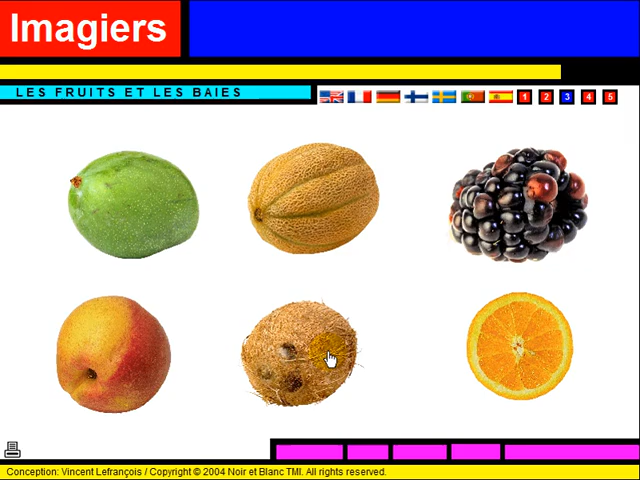 Imagiers
LES FRUITS ET LES BAIES
1 2 3 4 5
Conception: Vincent Lefrançois / Copyright © 2004 Noir et Blanc TMI. All rights reserved.